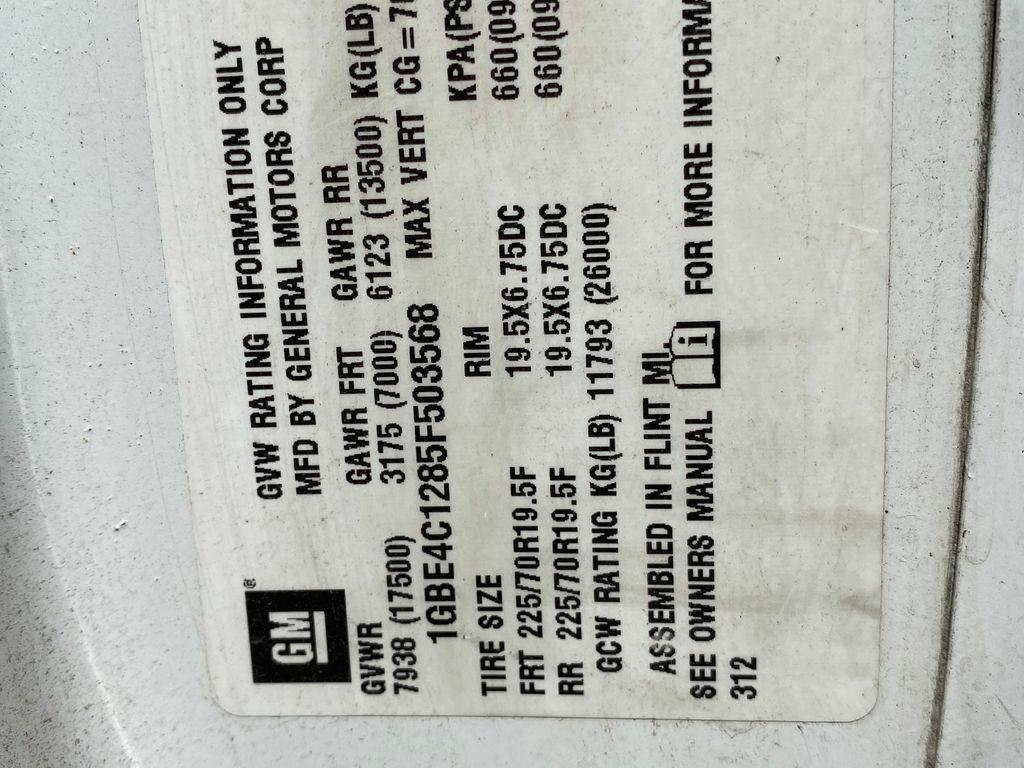 GM®
GVW RATING INFORMATION ONLY
MFD BY GENERAL MOTORS CORP
GVWR GAWR FRT GAWR RR
7938 (17500) 3175 (7000) 6123 (13500) KG(LB)
1GBE4C1285F503568 MAX VERT CG=
TIRE SIZE RIM KPA(PS
FRT 225/70R19.5F 19.5X6.75DC 660(09
RR 225/70R19.5F 19.5X6.75DC 660(09
GCW RATING KG(LB) 11793 (26000)
ASSEMBLED IN FLINT MI.
SEE OWNERS MANUAL i FOR MORE INFORMA
312